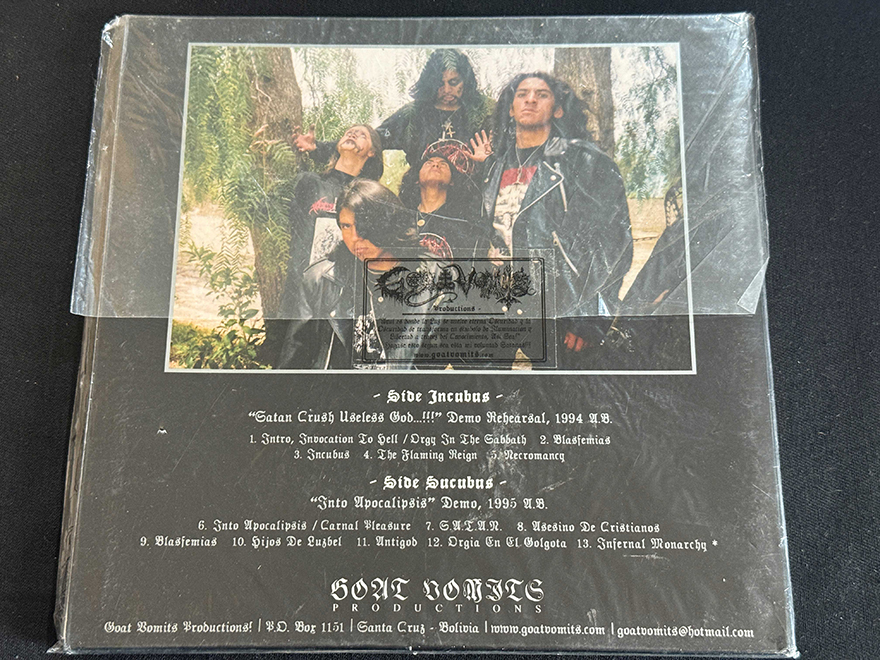 Goat Vomits
- Productions -
www.goatvomits.com
- Side Incubus -
"Satan Crush Useless God...!!!" Demo Rehearsal, 1994 A.B.
1. Intro, Invocation To Hell / Orgy In The Sabbath 2. Blasfemias
3. Incubus 4. The Flaming Reign 5. Necromancy
- Side Sucubus -
"Into Apocalipsis" Demo, 1995 A.B.
6. Into Apocalipsis / Carnal Pleasure 7. S.A.T.A.N. 8. Asesino De Cristianos
9. Blasfemias 10. Hijos De Luzbel 11. Antigod 12. Orgia En El Golgota 13. Infernal Monarchy *
GOAT VOMITS
PRODUCTIONS
Goat Vomits Productions! | P.O. Box 1151 | Santa Cruz - Bolivia | www.goatvomits.com | goatvomits@hotmail.com